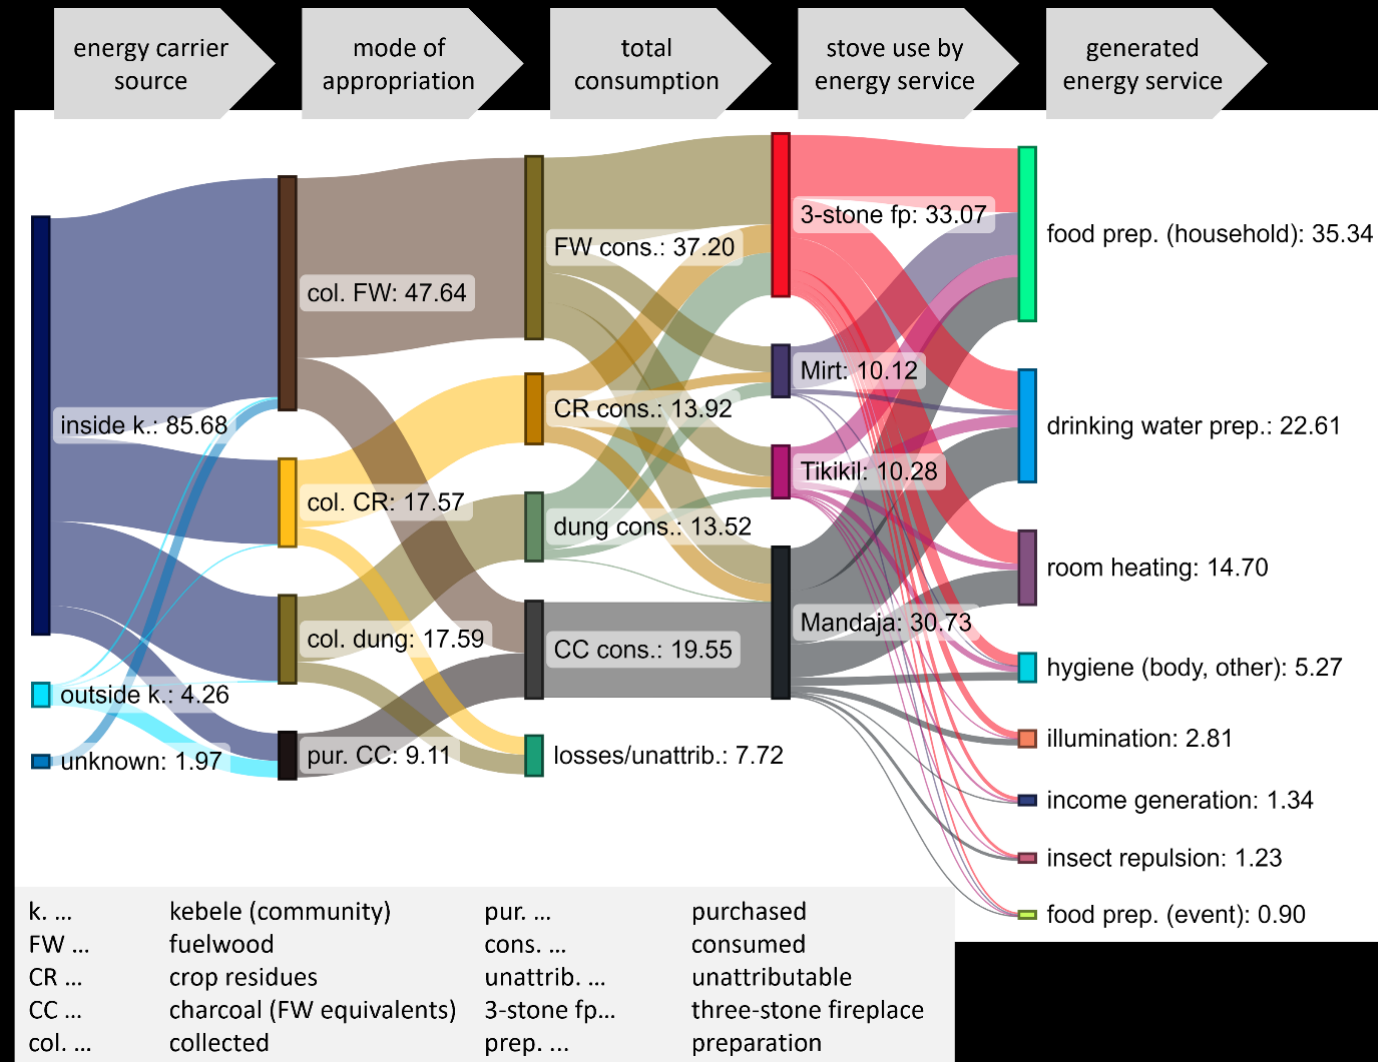 energy carrier
source
mode of
appropriation
total
consumption
stove use by
energy service
generated
energy service
inside k.: 85.68
outside k.: 4.26
unknown: 1.97
col. FW: 47.64
col. CR: 17.57
col. dung: 17.59
pur. CC: 9.11
FW cons.: 37.20
CR cons.: 13.92
dung cons.: 13.52
CC cons.: 19.55
losses/unattrib.: 7.72
3-stone fp: 33.07
Mirt: 10.12
Tikikil: 10.28
Mandaja: 30.73
food prep. (household): 35.34
drinking water prep.: 22.61
room heating: 14.70
hygiene (body, other): 5.27
illumination: 2.81
income generation: 1.34
insect repulsion: 1.23
food prep. (event): 0.90
k. ... kebele (community)
FW ... fuelwood
CR ... crop residues
CC ... charcoal (FW equivalents)
col. ... collected
pur. ... purchased
cons. ... consumed
unattrib. ... unattributable
3-stone fp... three-stone fireplace
prep. ... preparation